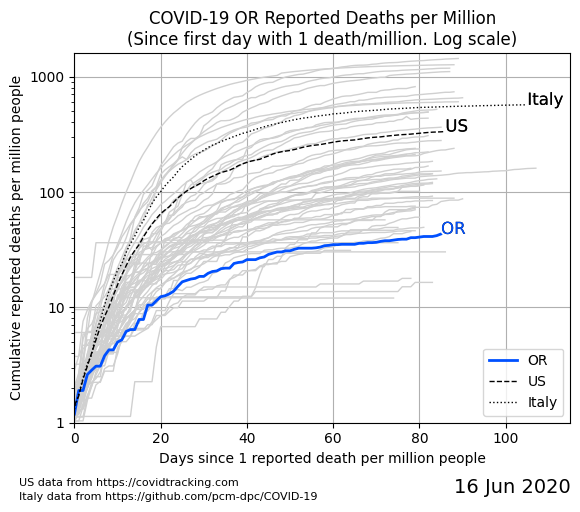 COVID-19 OR Reported Deaths per Million
(Since first day with 1 death/million. Log scale)
Cumulative reported deaths per million people
1000
100
10
1
Italy
US
OR
OR
US
Italy
0 20 40 60 80 100
Days since 1 reported death per million people
US data from https://covidtracking.com
Italy data from https://github.com/pcm-dpc/COVID-19
16 Jun 2020